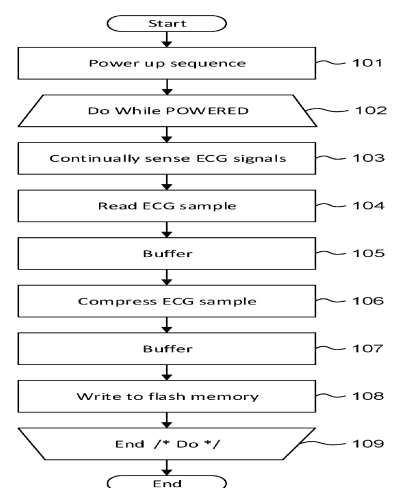 Start
Power up sequence 101
Do While POWERED 102
Continually sense ECG signals 103
Read ECG sample 104
Buffer 105
Compress ECG sample 106
Buffer 107
Write to flash memory 108
End /* Do */ 109
End